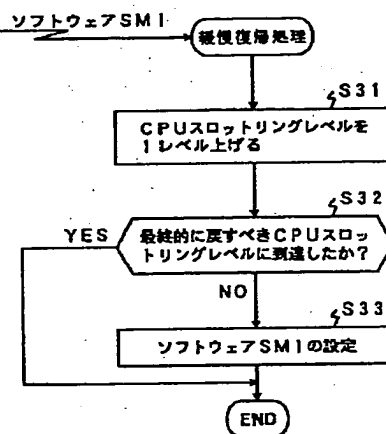 ソフトウェアSMI
緩慢復帰処理
S31
CPUスロットリングレベルを
1レベル上げる
S32
YES
最終的に戻すべきCPUスロッ
トリングレベルに到達したか?
NO
S33
ソフトウェアSMIの設定
END